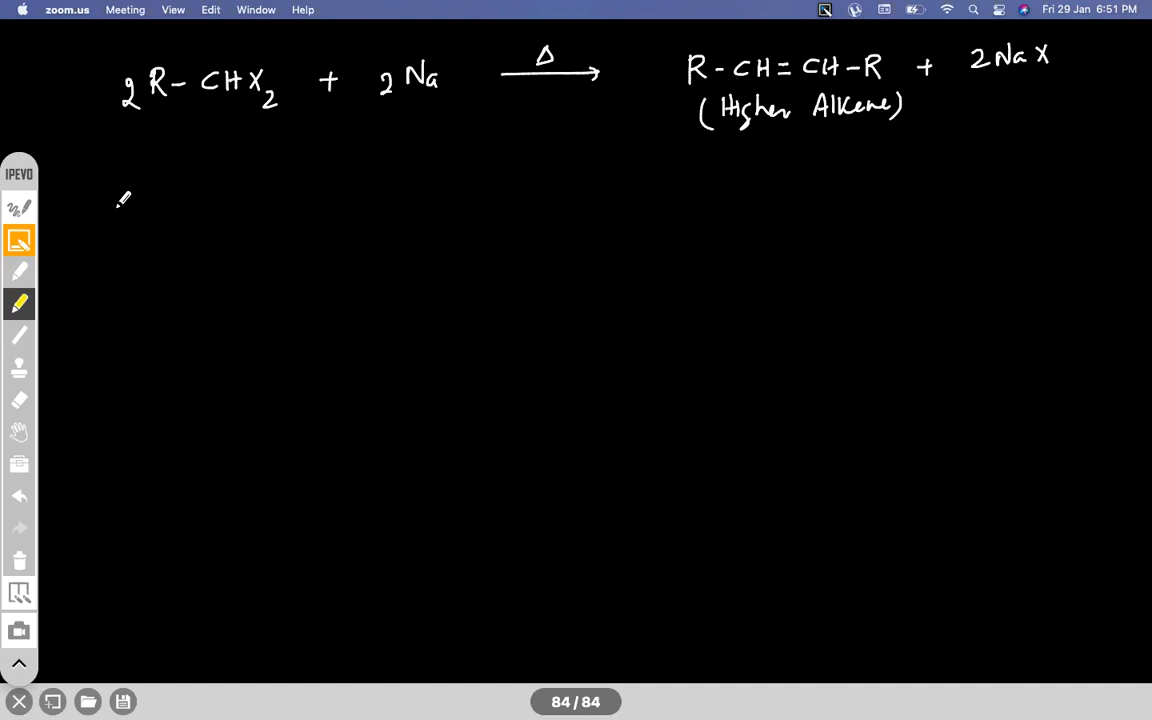 zoom.us Meeting View Edit Window Help Fri 29 Jan 6:51 PM
2 R - CHX2 + 2 Na Δ → R - CH = CH - R + 2 NaX
(Higher Alkene)
IPEVO
84 / 84